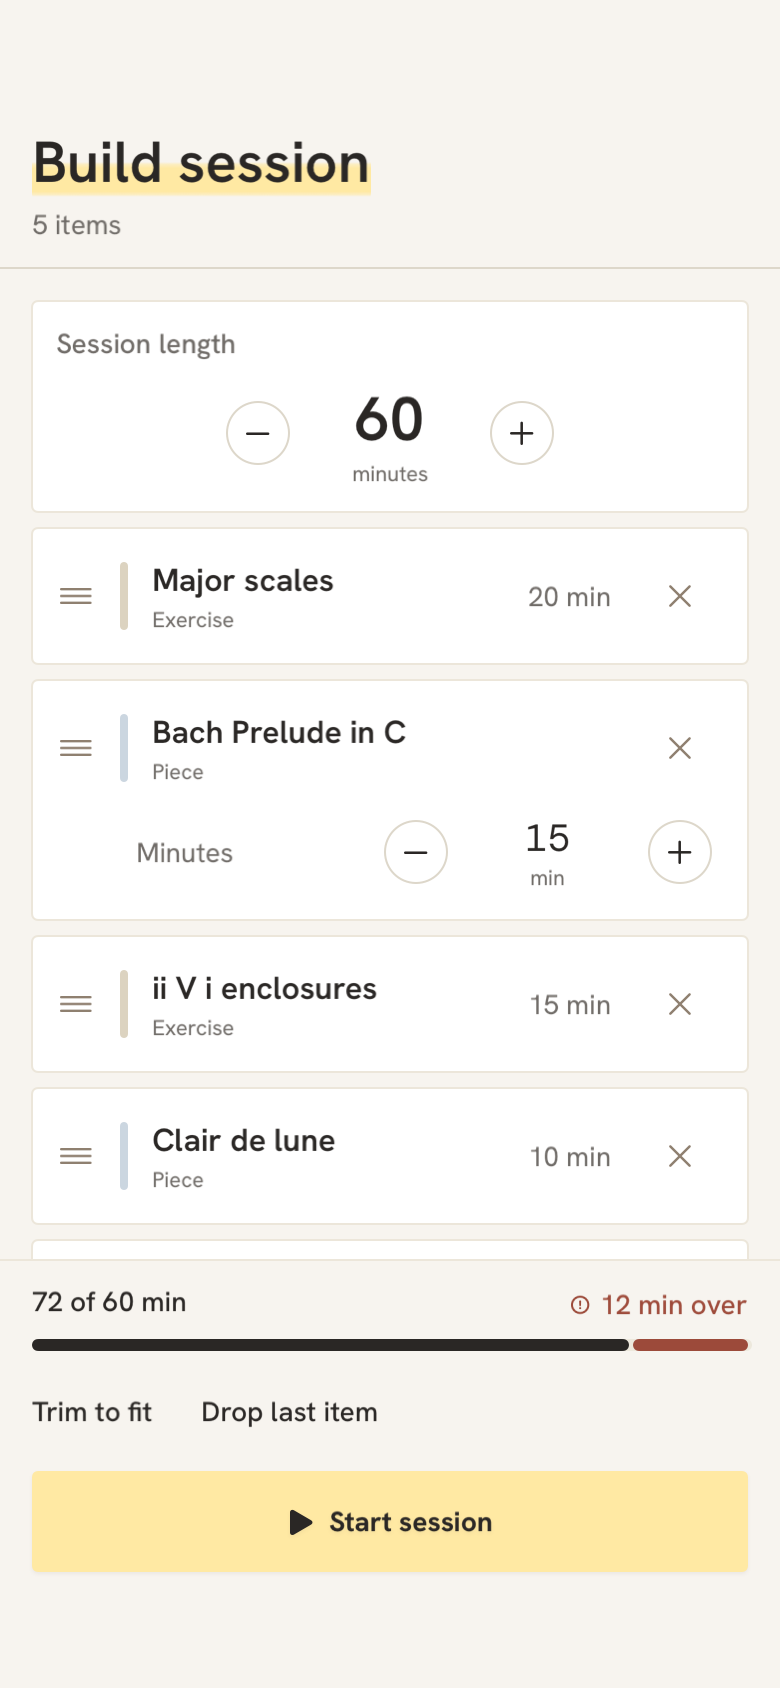 Build session
5 items
Session length
60
minutes
Major scales
Exercise
20 min
Bach Prelude in C
Piece
Minutes
15
min
ii V i enclosures
Exercise
15 min
Clair de lune
Piece
10 min
72 of 60 min
12 min over
Trim to fit
Drop last item
Start session